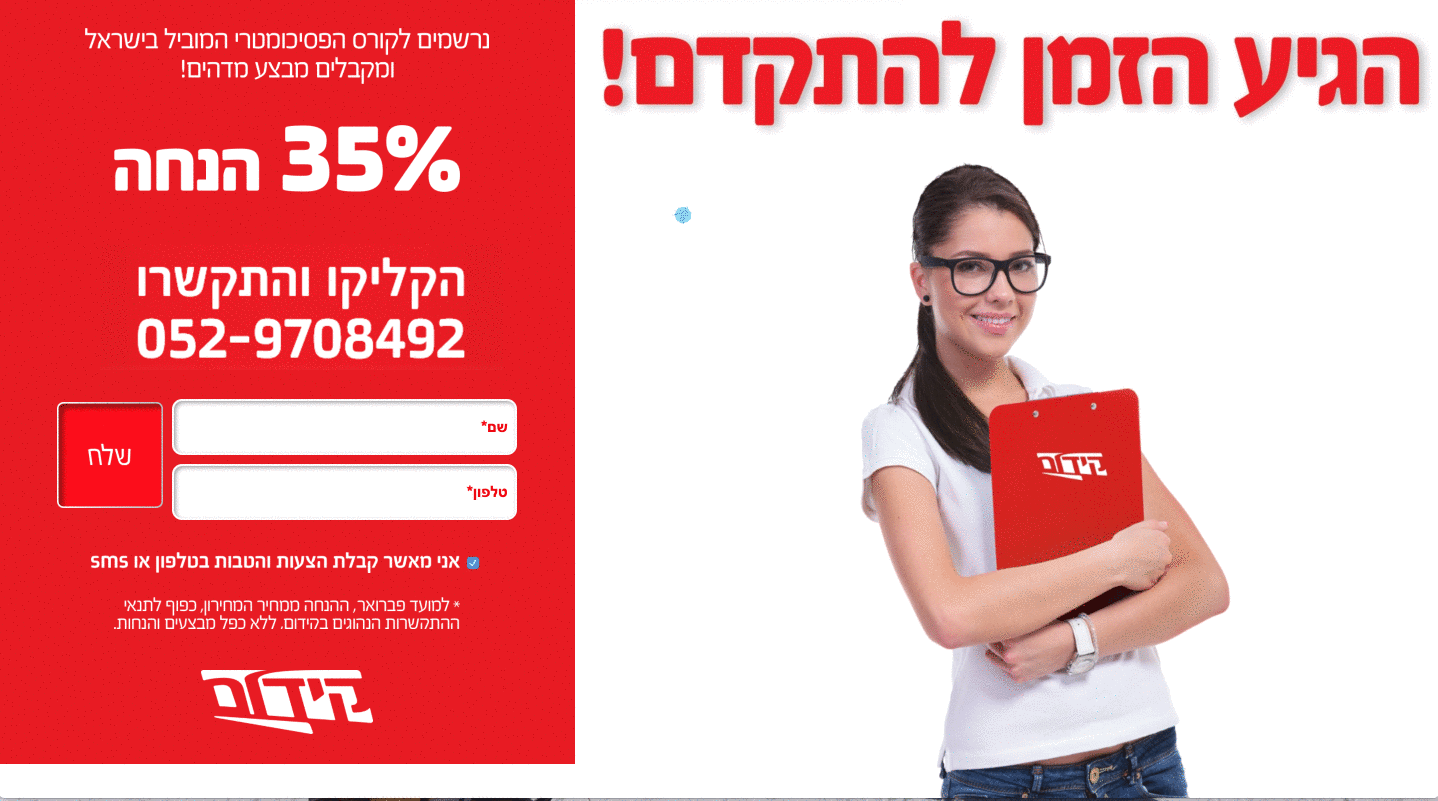 הגיע הזמן להתקדם!
נרשמים לקורס הפסיכומטרי המוביל בישראל
ומקבלים מבצע מדהים!
35% הנחה
הקליקו והתקשרו
052-9708492
שם*
טלפון*
שלח
אני מאשר קבלת הצעות והטבות בטלפון או sms
* למועד פברואר, ההנחה ממחיר המחירון, כפוף לתנאי
ההתקשרות הנהוגים בקידום. ללא כפל מבצעים והנחות.
קידום
קידום